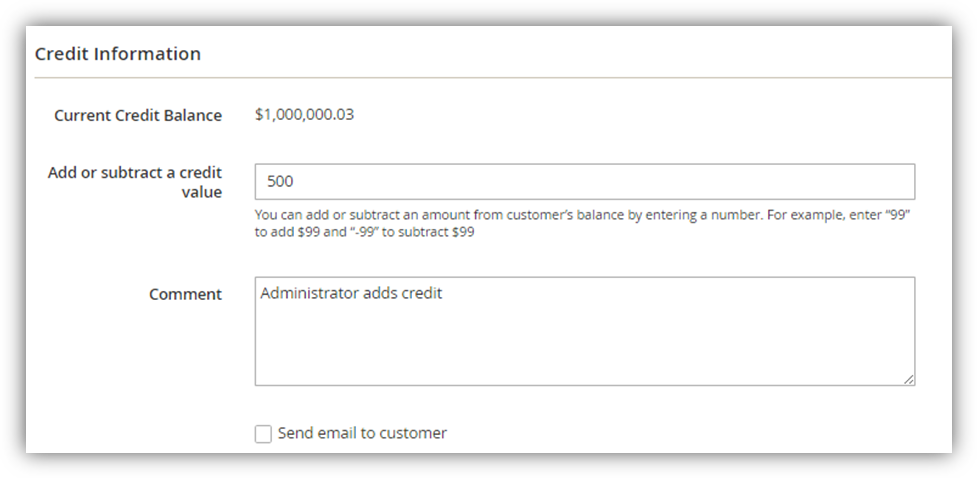 Credit Information
Current Credit Balance $1,000,000.03
Add or subtract a credit
value
500
You can add or subtract an amount from customer’s balance by entering a number. For example, enter “99”
to add $99 and “-99” to subtract $99
Comment
Administrator adds credit
Send email to customer